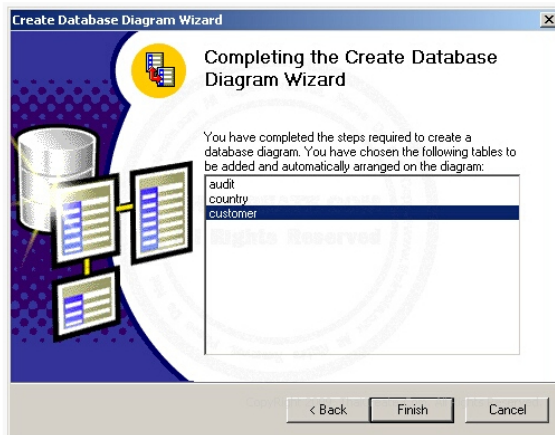 Create Database Diagram Wizard
Completing the Create Database
Diagram Wizard
You have completed the steps required to create a
database diagram. You have chosen the following tables to
be added and automatically arranged on the diagram:
audit
country
customer
Rights Reserved
< Back
Finish
Cancel